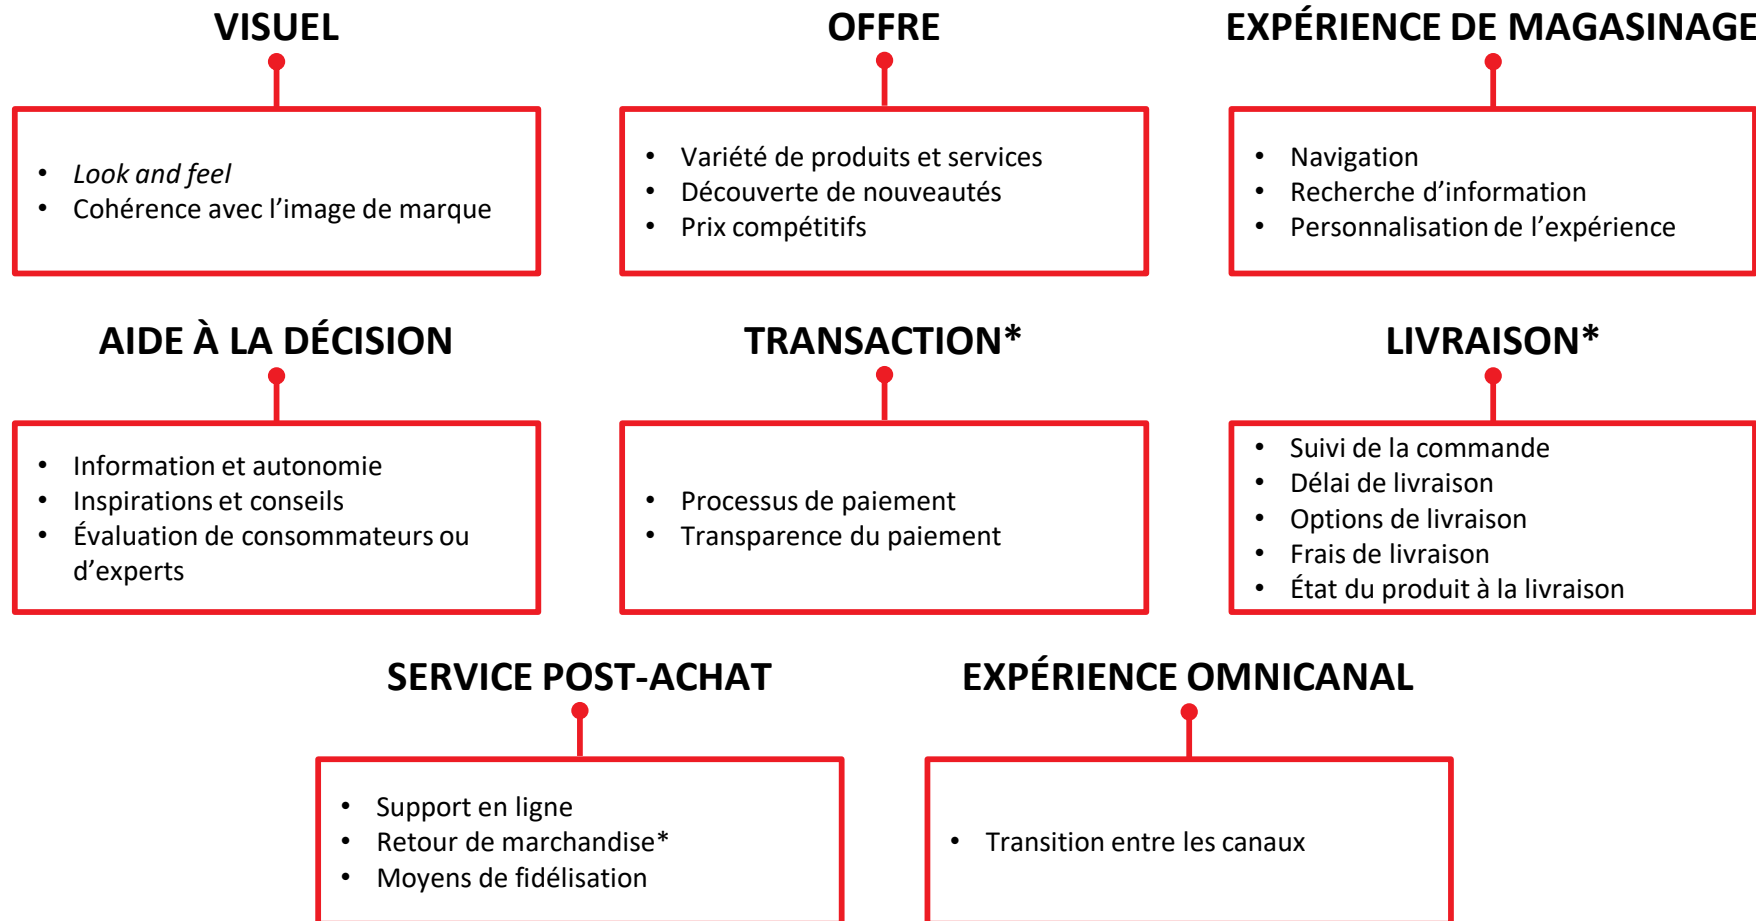 VISUEL
• Look and feel
• Cohérence avec l’image de marque
OFFRE
• Variété de produits et services
• Découverte de nouveautés
• Prix compétitifs
EXPÉRIENCE DE MAGASINAGE
• Navigation
• Recherche d’information
• Personnalisation de l’expérience
AIDE À LA DÉCISION
• Information et autonomie
• Inspirations et conseils
• Évaluation de consommateurs ou
d’experts
TRANSACTION*
• Processus de paiement
• Transparence du paiement
LIVRAISON*
• Suivi de la commande
• Délai de livraison
• Options de livraison
• Frais de livraison
• État du produit à la livraison
SERVICE POST-ACHAT
• Support en ligne
• Retour de marchandise*
• Moyens de fidélisation
EXPÉRIENCE OMNICANAL
• Transition entre les canaux